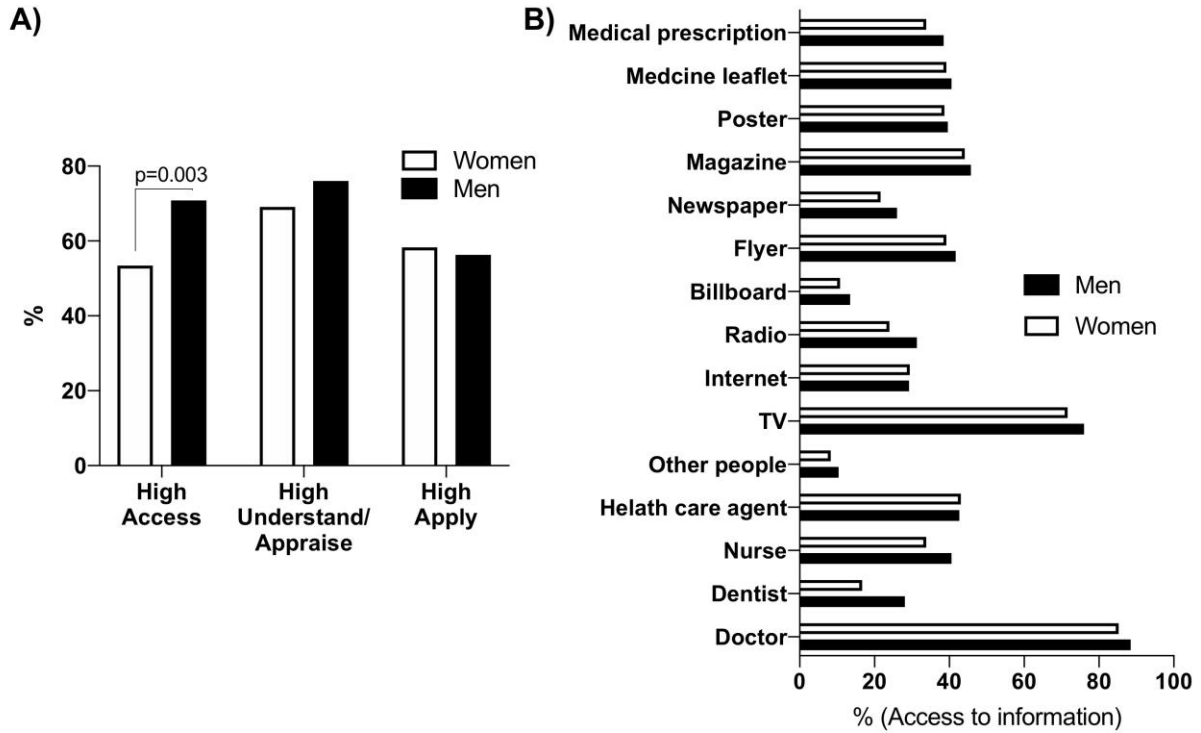 A)
80
60
40
20
0
%
p=0.003
Women
Men
High
Access
High
Understand/
Appraise
High
Apply
B)
Medical prescription
Medcine leaflet
Poster
Magazine
Newspaper
Flyer
Billboard
Radio
Internet
TV
Other people
Helath care agent
Nurse
Dentist
Doctor
Men
Women
0 20 40 60 80 100
% (Access to information)